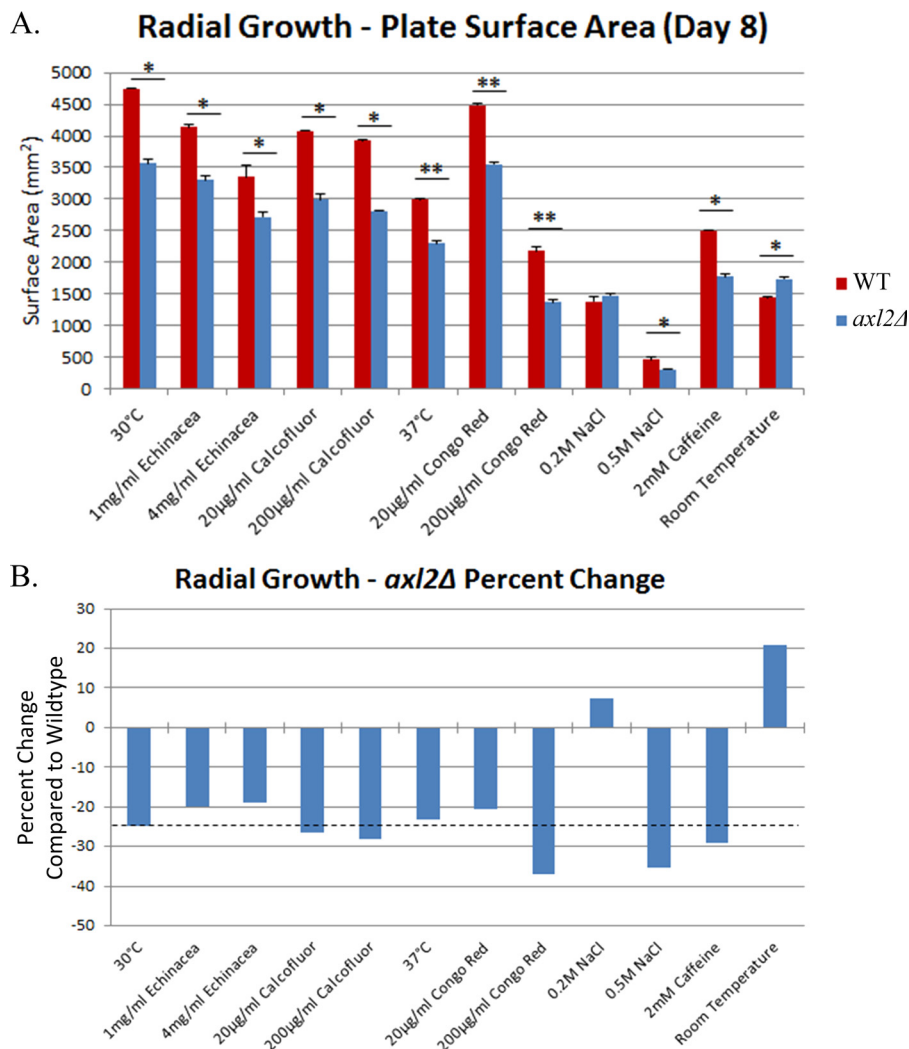 A.
Radial Growth - Plate Surface Area (Day 8)
Surface Area (mm²)
5000
4500
4000
3500
3000
2500
2000
1500
1000
500
0
*
*
*
*
*
**
**
**
*
*
*
30°C
1mg/ml Echinacea
4mg/ml Echinacea
20µg/ml Calcofluor
200µg/ml Calcofluor
37°C
20µg/ml Congo Red
200µg/ml Congo Red
0.2M NaCl
0.5M NaCl
2mM Caffeine
Room Temperature
WT
axl2Δ
B.
Radial Growth - axl2Δ Percent Change
Percent Change
Compared to Wildtype
30
20
10
0
-10
-20
-30
-40
-50
30°C
1mg/ml Echinacea
4mg/ml Echinacea
20µg/ml Calcofluor
200µg/ml Calcofluor
37°C
20µg/ml Congo Red
200µg/ml Congo Red
0.2M NaCl
0.5M NaCl
2mM Caffeine
Room Temperature